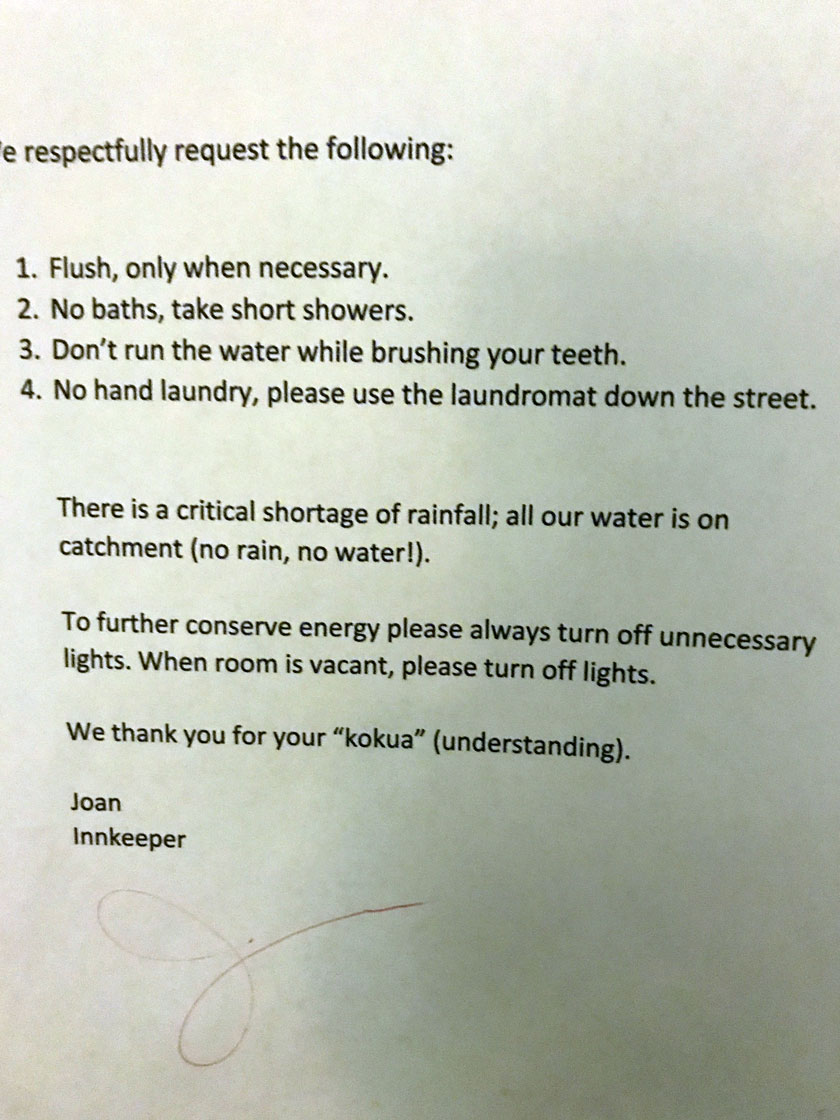 e respectfully request the following:
1. Flush, only when necessary.
2. No baths, take short showers.
3. Don't run the water while brushing your teeth.
4. No hand laundry, please use the laundromat down the street.
There is a critical shortage of rainfall; all our water is on
catchment (no rain, no water!).
To further conserve energy please always turn off unnecessary
lights. When room is vacant, please turn off lights.
We thank you for your “kokua” (understanding).
Joan
Innkeeper